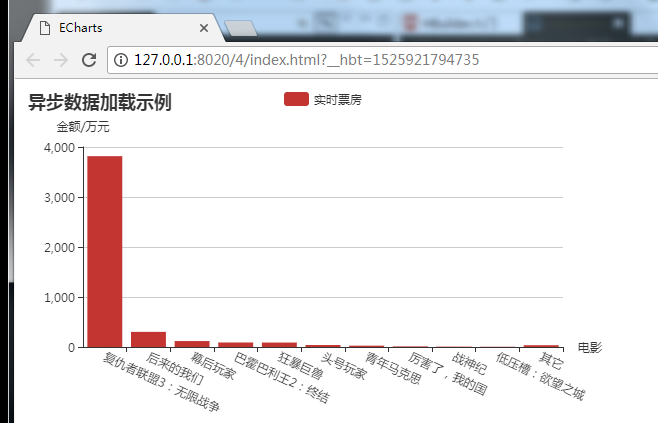 ECharts
127.0.0.1:8020/4/index.html?__hbt=1525921794735
异步数据加载示例
实时票房
金额/万元
4,000
3,000
2,000
1,000
0
复仇者联盟3：无限战争
后来的我们
幕后玩家
巴霍巴利王2：终结
狂暴巨兽
头号玩家
青年马克思
厉害了，我的国
战神纪
低压槽：欲望之城
其它
电影